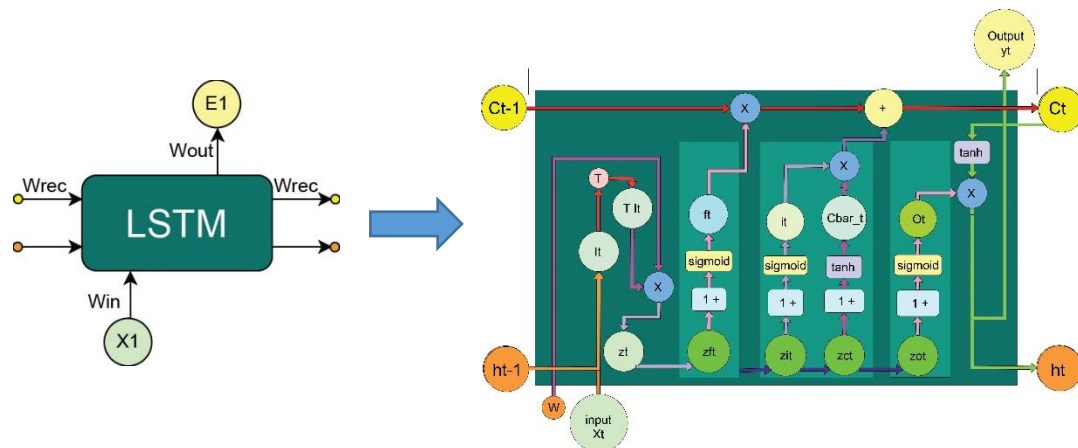 E1
Wout
Wrec
Wrec
LSTM
Win
X1
Output
yt
Ct-1
X
+
Ct
tanh
T
T It
ft
it
X
Cbar_t
Ot
X
It
sigmoid
sigmoid
tanh
sigmoid
X
1 +
1 +
1 +
1 +
ht-1
zt
zft
zit
zct
zot
ht
W
input
Xt